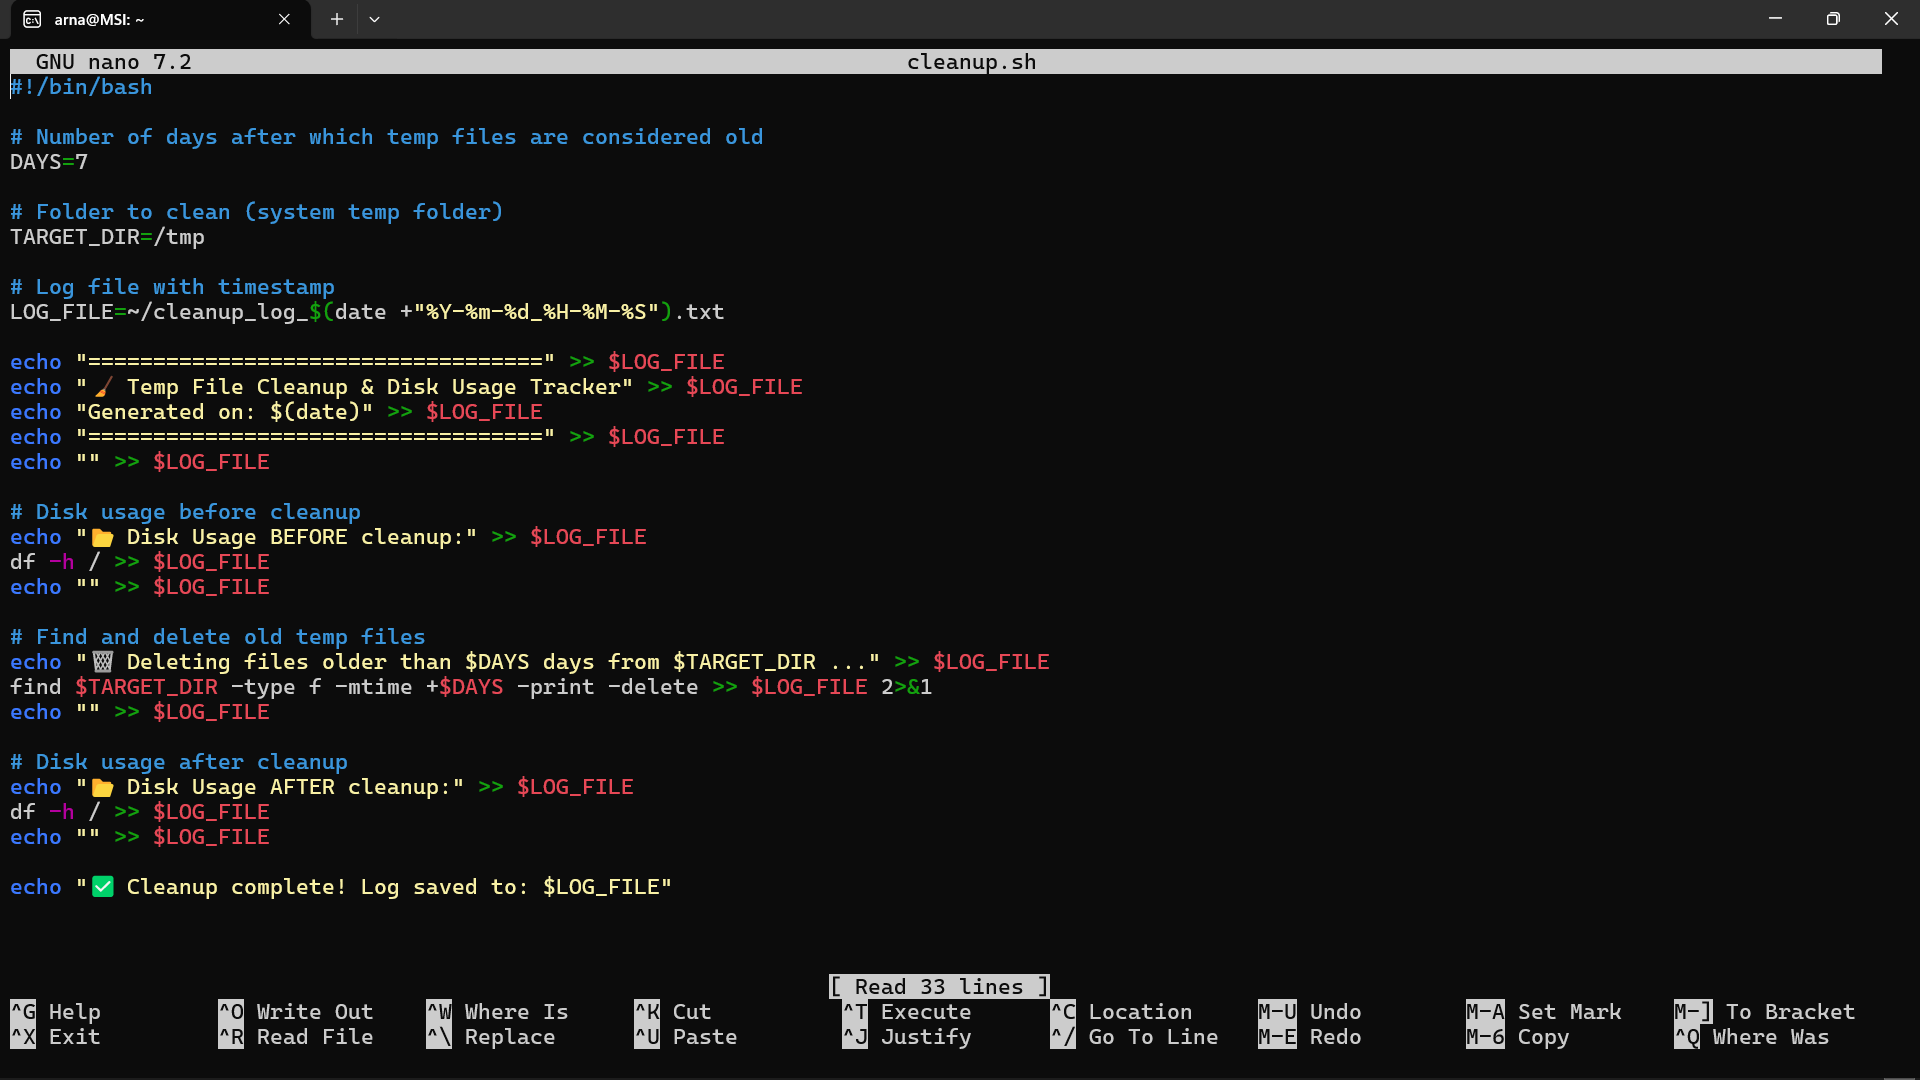 arna@MSI: ~
GNU nano 7.2 cleanup.sh
#!/bin/bash
# Number of days after which temp files are considered old
DAYS=7
# Folder to clean (system temp folder)
TARGET_DIR=/tmp
# Log file with timestamp
LOG_FILE=~/cleanup_log_$(date +"%Y-%m-%d_%H-%M-%S").txt
echo "===================================" >> $LOG_FILE
echo "🧹 Temp File Cleanup & Disk Usage Tracker" >> $LOG_FILE
echo "Generated on: $(date)" >> $LOG_FILE
echo "===================================" >> $LOG_FILE
echo "" >> $LOG_FILE
# Disk usage before cleanup
echo "📂 Disk Usage BEFORE cleanup:" >> $LOG_FILE
df -h / >> $LOG_FILE
echo "" >> $LOG_FILE
# Find and delete old temp files
echo "🗑️ Deleting files older than $DAYS days from $TARGET_DIR ..." >> $LOG_FILE
find $TARGET_DIR -type f -mtime +$DAYS -print -delete >> $LOG_FILE 2>&1
echo "" >> $LOG_FILE
# Disk usage after cleanup
echo "📂 Disk Usage AFTER cleanup:" >> $LOG_FILE
df -h / >> $LOG_FILE
echo "" >> $LOG_FILE
echo "✅ Cleanup complete! Log saved to: $LOG_FILE"
[ Read 33 lines ]
^G Help ^O Write Out ^W Where Is ^K Cut ^T Execute ^C Location M-U Undo M-A Set Mark M-] To Bracket
^X Exit ^R Read File ^\ Replace ^U Paste ^J Justify ^/ Go To Line M-E Redo M-6 Copy ^Q Where Was